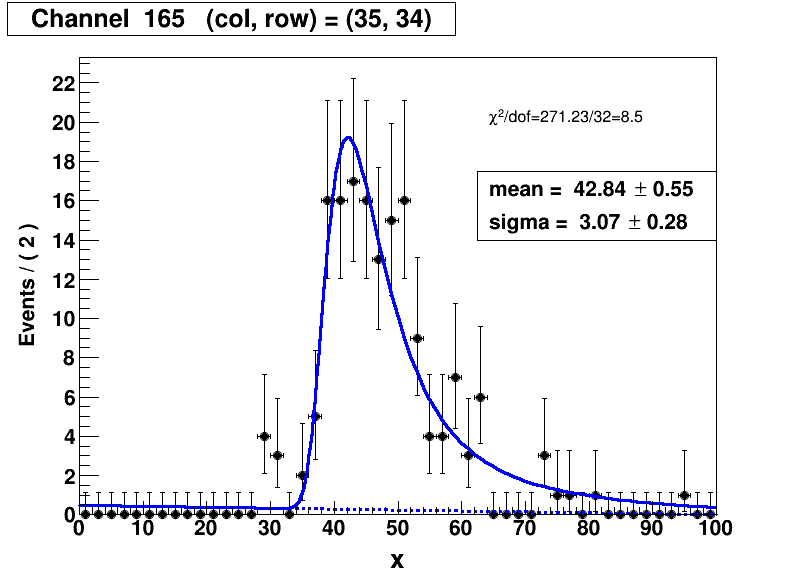 Channel 165 (col, row) = (35, 34)
χ²/dof=271.23/32=8.5
mean = 42.84 ± 0.55
sigma = 3.07 ± 0.28
Events / ( 2 )
22
20
18
16
14
12
10
8
6
4
2
0
0 10 20 30 40 50 60 70 80 90 100
x